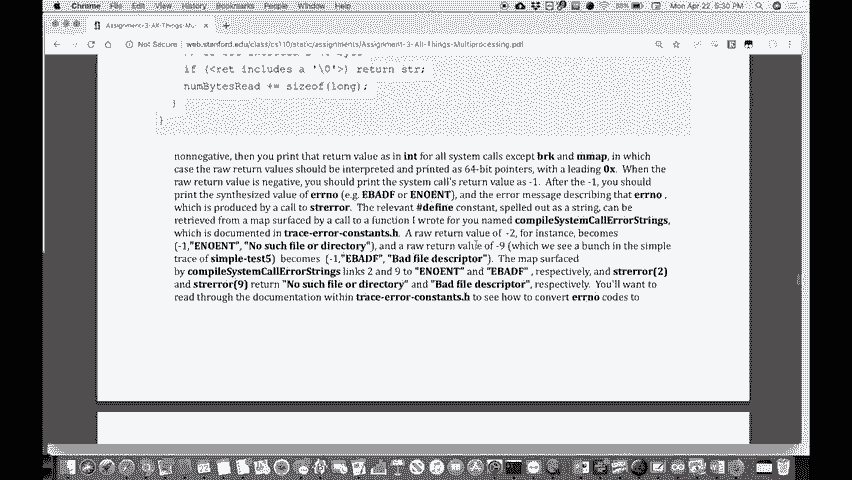 Chrome File Edit View History Bookmarks People Window Help
Mon Apr 22 6:30 PM
Assignment-3-All-Things-Mu
Not Secure | web.stanford.edu/class/cs110/static/assignments/Assignment-3-All-Things-Multiprocessing.pdf
if (<ret includes a '\0'>) return str;
numBytesRead += sizeof(long);
}
}
nonnegative, then you print that return value as in int for all system calls except brk and mmap, in which
case the raw return values should be interpreted and printed as 64-bit pointers, with a leading 0x. When the
raw return value is negative, you should print the system call's return value as -1. After the -1, you should
print the synthesized value of errno (e.g. EBADF or ENOENT), and the error message describing that errno ,
which is produced by a call to strerror. The relevant #define constant, spelled out as a string, can be
retrieved from a map surfaced by a call to a function I wrote for you named compileSystemCallErrorStrings,
which is documented in trace-error-constants.h. A raw return value of -2, for instance, becomes
(-1,"ENOENT", "No such file or directory"), and a raw return value of -9 (which we see a bunch in the simple
trace of simple-test5) becomes (-1,"EBADF", "Bad file descriptor"). The map surfaced
by compileSystemCallErrorStrings links 2 and 9 to "ENOENT" and "EBADF" , respectively, and strerror(2)
and strerror(9) return "No such file or directory" and "Bad file descriptor", respectively. You'll want to
read through the documentation within trace-error-constants.h to see how to convert errno codes to